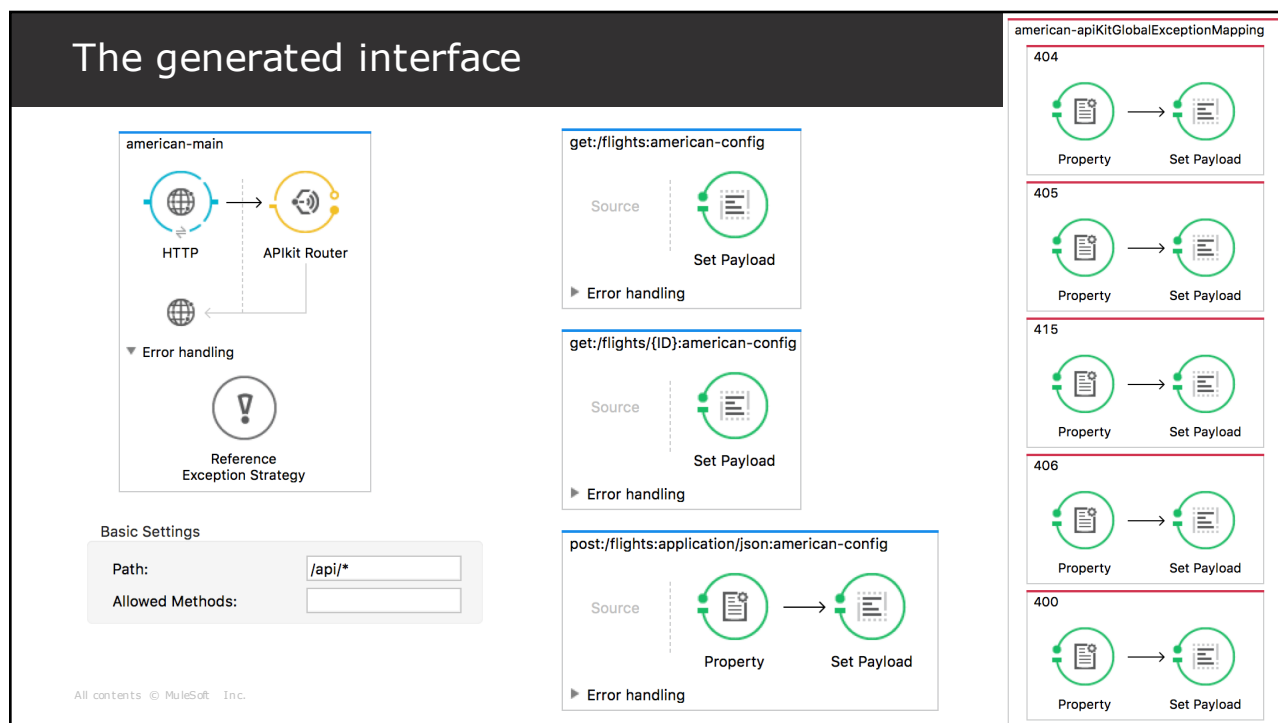 The generated interface
american-main
HTTP
APIkit Router
Error handling
Reference
Exception Strategy
Basic Settings
Path:
/api/*
Allowed Methods:
All contents © MuleSoft Inc.
get:/flights:american-config
Source
Set Payload
Error handling
get:/flights/{ID}:american-config
Source
Set Payload
Error handling
post:/flights:application/json:american-config
Source
Property
Set Payload
Error handling
american-apiKitGlobalExceptionMapping
404
Property
Set Payload
405
Property
Set Payload
415
Property
Set Payload
406
Property
Set Payload
400
Property
Set Payload